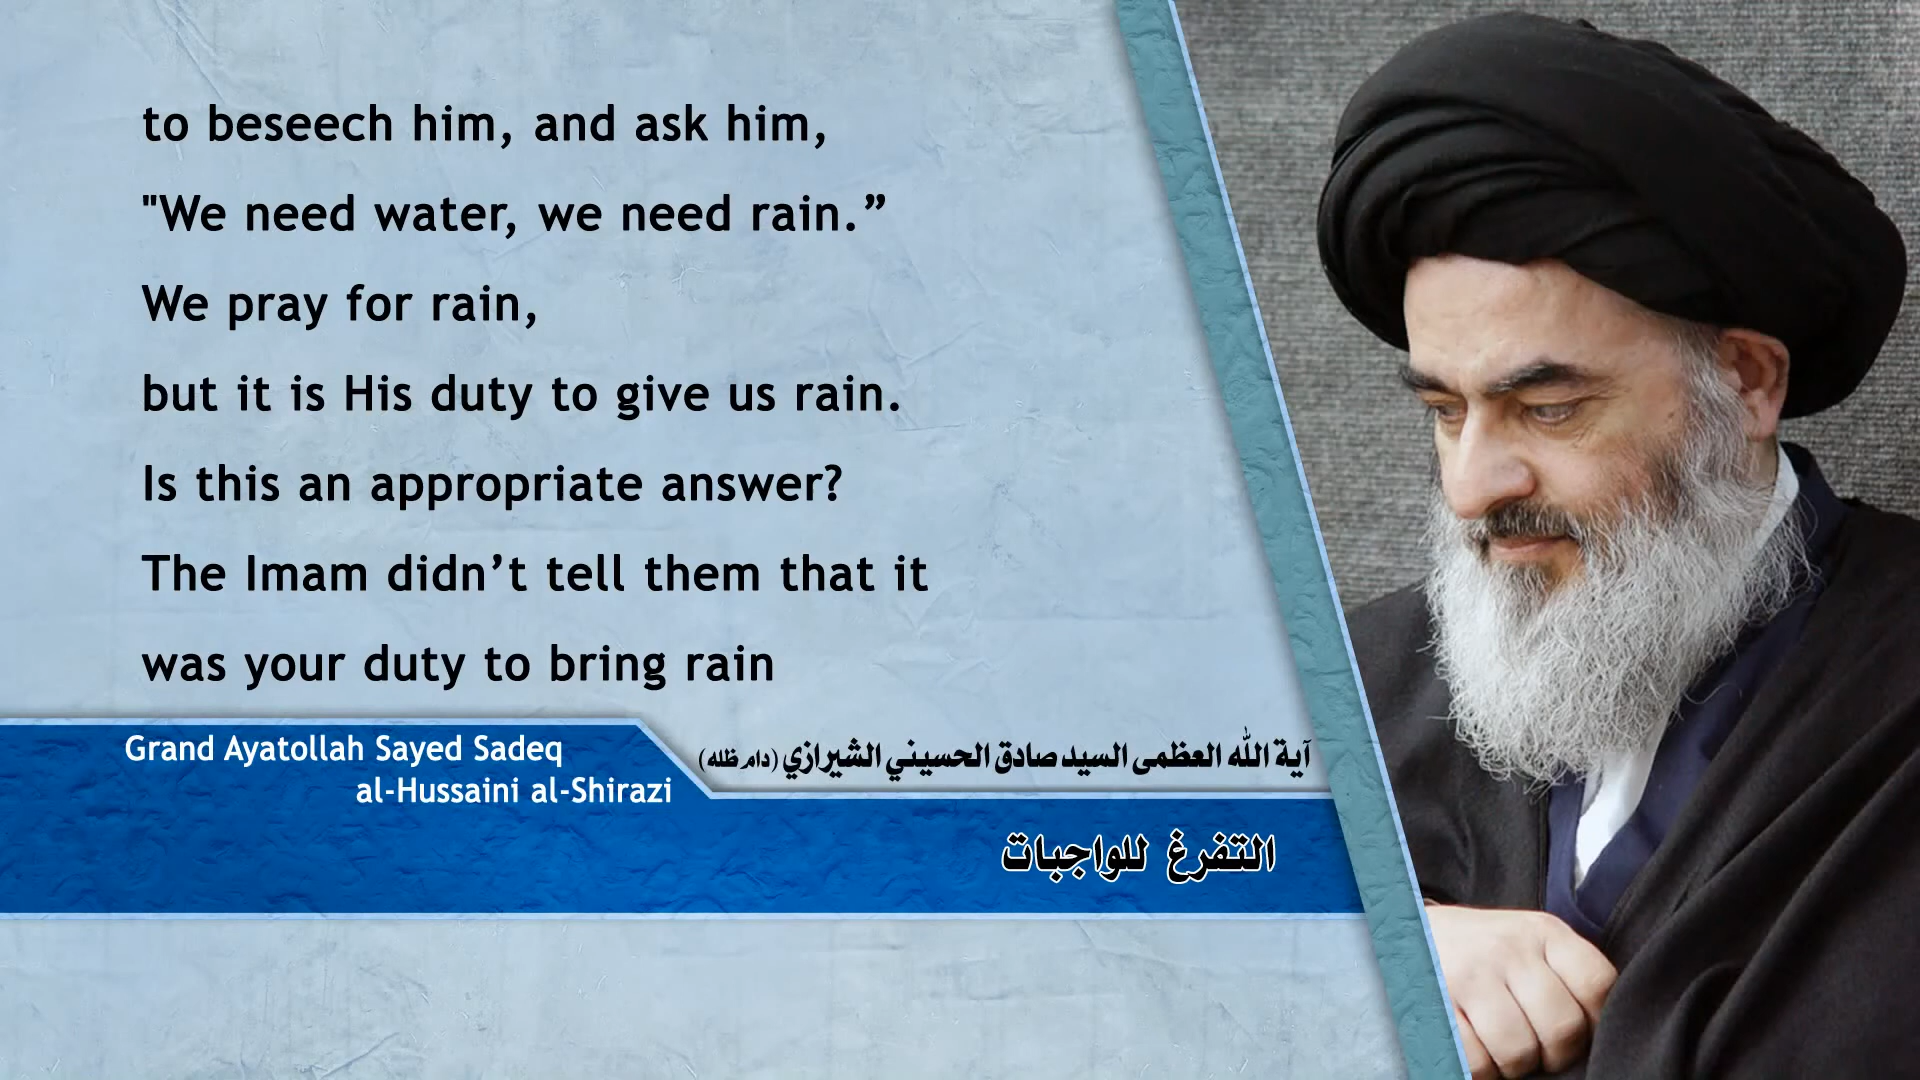 to beseech him, and ask him,
"We need water, we need rain.”
We pray for rain,
but it is His duty to give us rain.
Is this an appropriate answer?
The Imam didn’t tell them that it
was your duty to bring rain
Grand Ayatollah Sayed Sadeq
al-Hussaini al-Shirazi
آية الله العظمى السيد صادق الحسيني الشيرازي (دام ظله)
التفرغ للواجبات